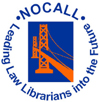 •NOCALL•
Leading Law Librarians into the Future